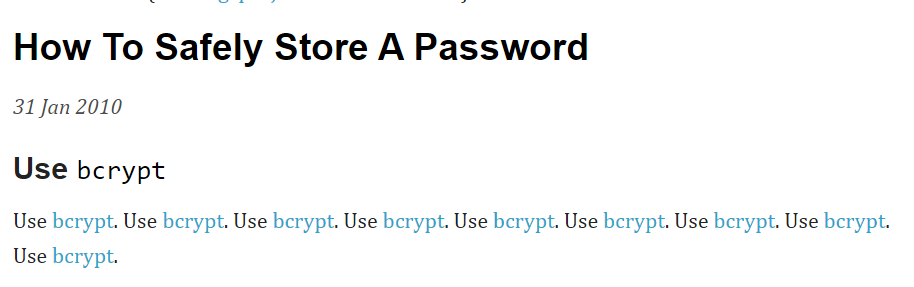 How To Safely Store A Password
31 Jan 2010
Use bcrypt
Use bcrypt. Use bcrypt. Use bcrypt. Use bcrypt. Use bcrypt. Use bcrypt. Use bcrypt. Use bcrypt.
Use bcrypt.